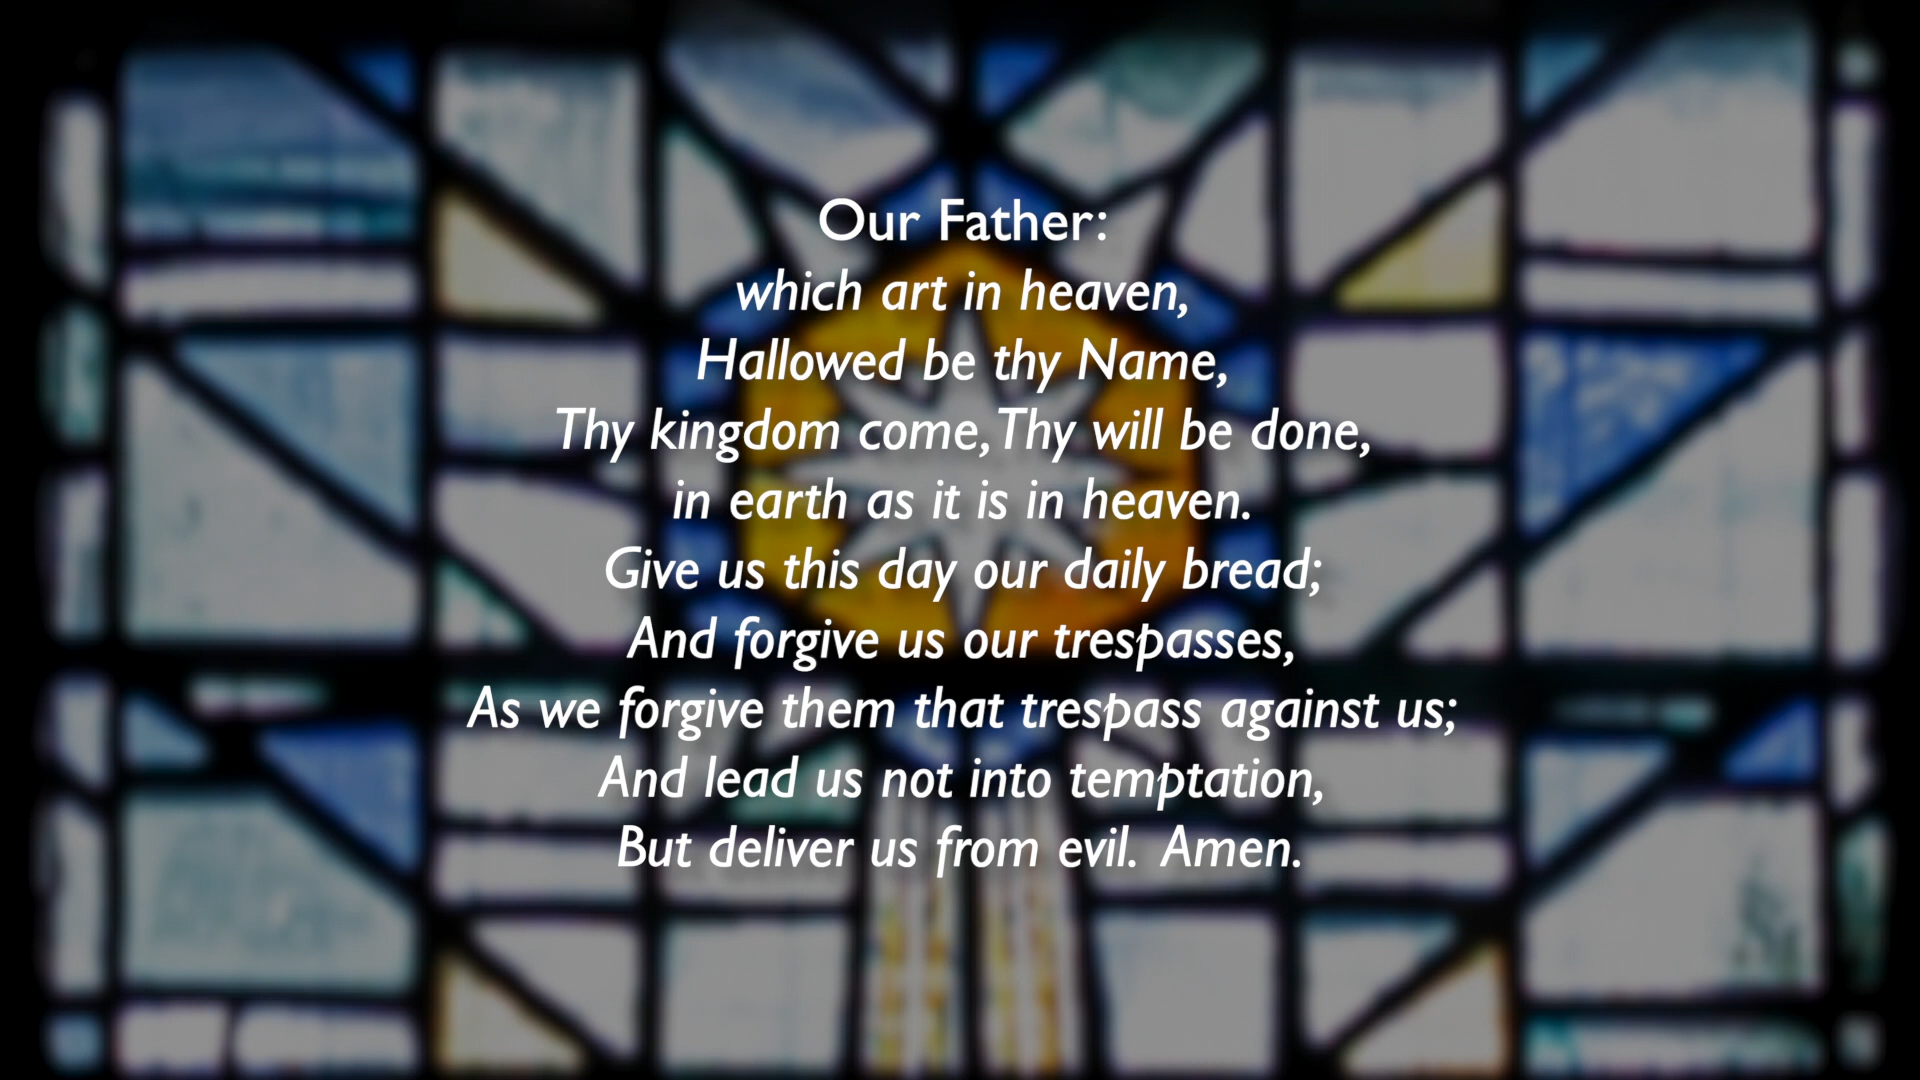 Our Father:
which art in heaven,
Hallowed be thy Name,
Thy kingdom come, Thy will be done,
in earth as it is in heaven.
Give us this day our daily bread;
And forgive us our trespasses,
As we forgive them that trespass against us;
And lead us not into temptation,
But deliver us from evil. Amen.